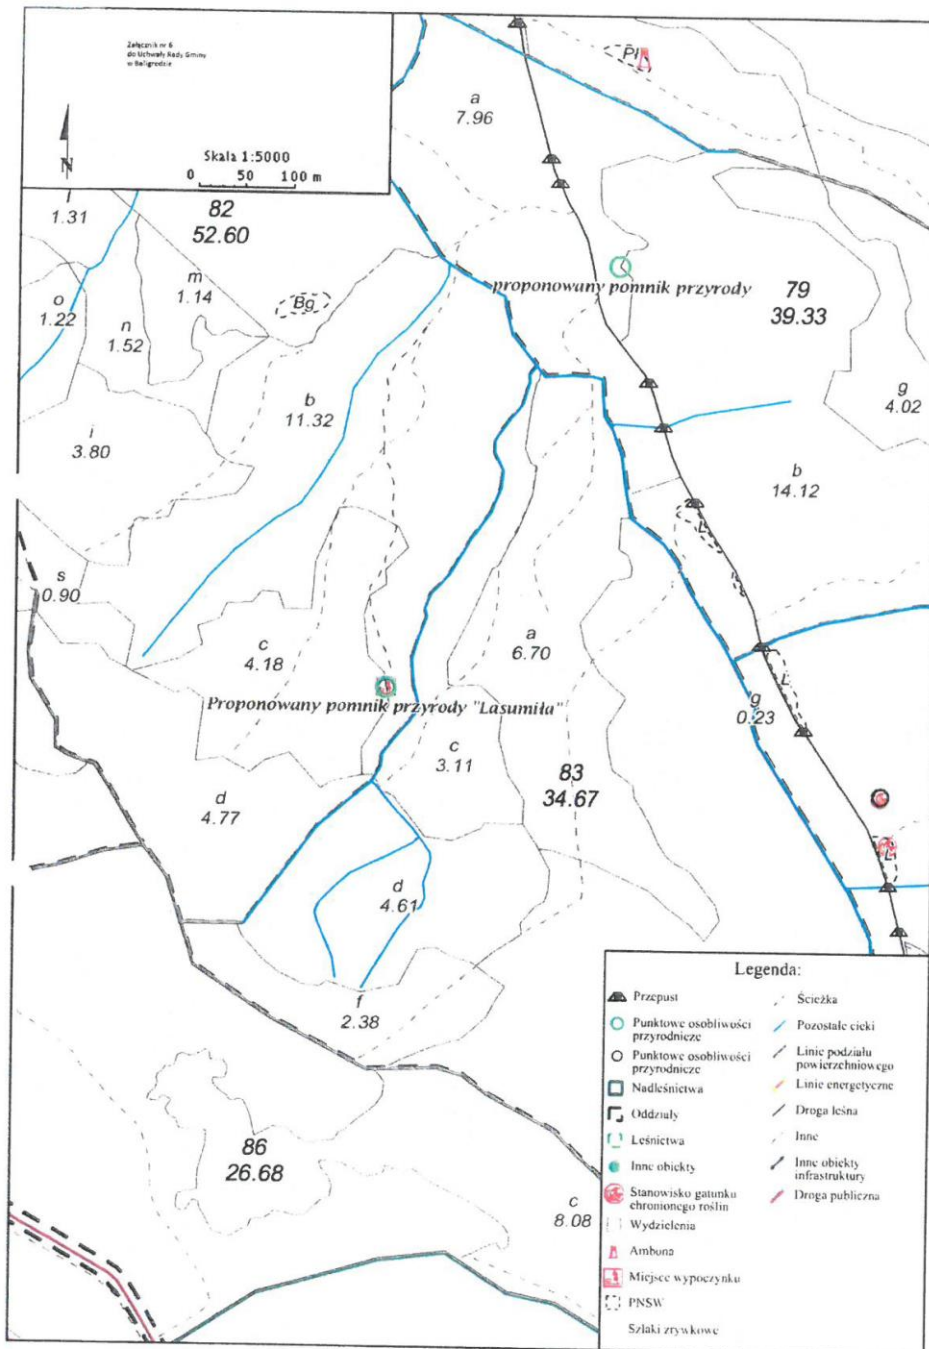 Załącznik nr 6
do Uchwały Rady Gminy
w Baligrodzie
N
Skala 1:5000
0 50 100 m
Pł
a
7.96
1.31
82
52.60
m
1.14
o
1.22
n
1.52
Bg
proponowany pomnik przyrody
79
39.33
g
4.02
b
11.32
i
3.80
b
14.12
L
s
0.90
c
4.18
a
6.70
L
Proponowany pomnik przyrody "Lasumiła"
g
0.23
c
3.11
83
34.67
d
4.77
L
d
4.61
f
2.38
86
26.68
c
8.08
Legenda:
Przepust
Punktowe osobliwości
przyrodnicze
Punktowe osobliwości
przyrodnicze
Nadleśnictwa
Oddziały
Leśnictwa
Inne obiekty
Stanowisko gatunku
chronionego roślin
Wydzielenia
Ambona
Miejsce wypoczynku
PNSW
Szlaki zrywkowe
Ścieżka
Pozostałe cieki
Linie podziału
powierzchniowego
Linie energetyczne
Droga leśna
Inne
Inne obiekty
infrastruktury
Droga publiczna